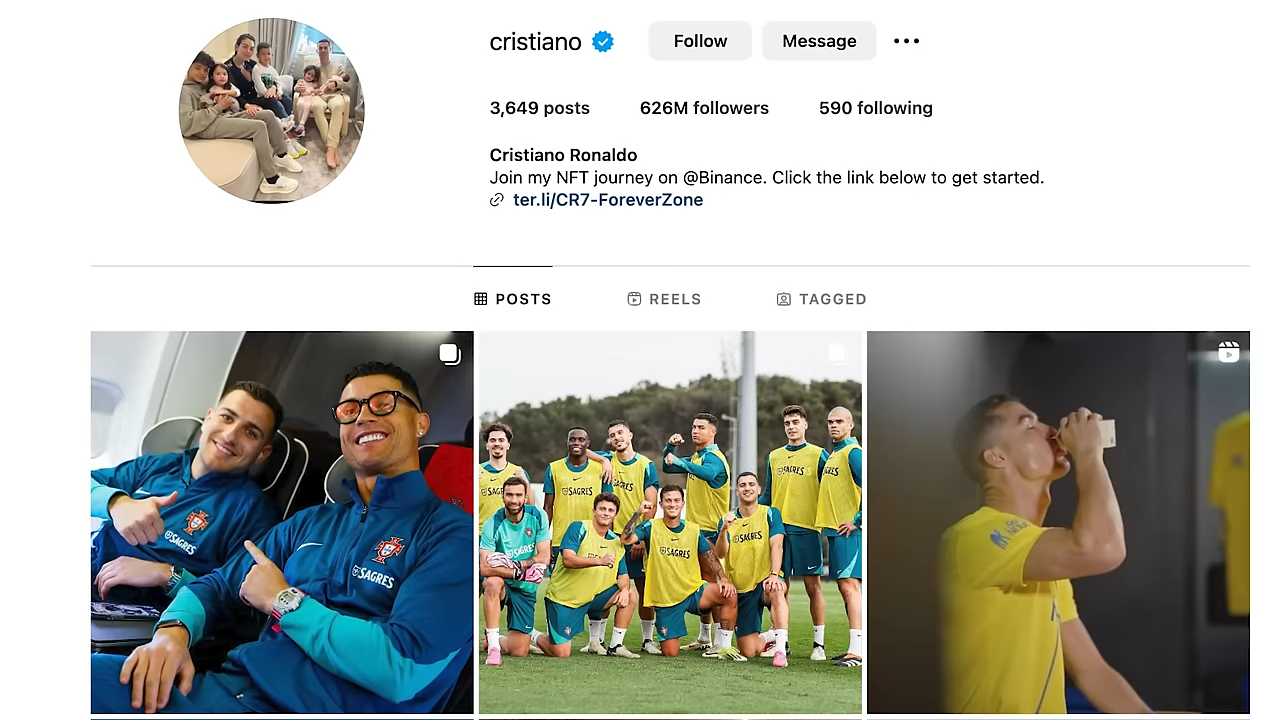 cristiano
Follow
Message
3,649 posts
626M followers
590 following
Cristiano Ronaldo
Join my NFT journey on @Binance. Click the link below to get started.
ter.li/CR7-ForeverZone
POSTS
REELS
TAGGED
SAGRES
SAGRES
SAGRES
SAGRES
SAGRES
SAGRES
SAGRES
SAGRES
SAGRES
SAGRES